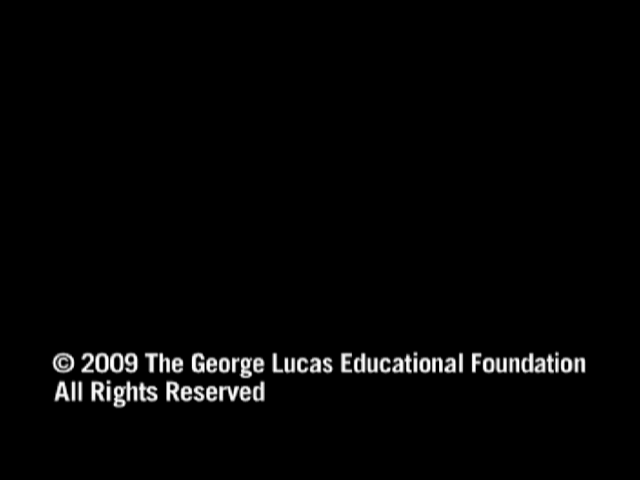 © 2009 The George Lucas Educational Foundation
All Rights Reserved